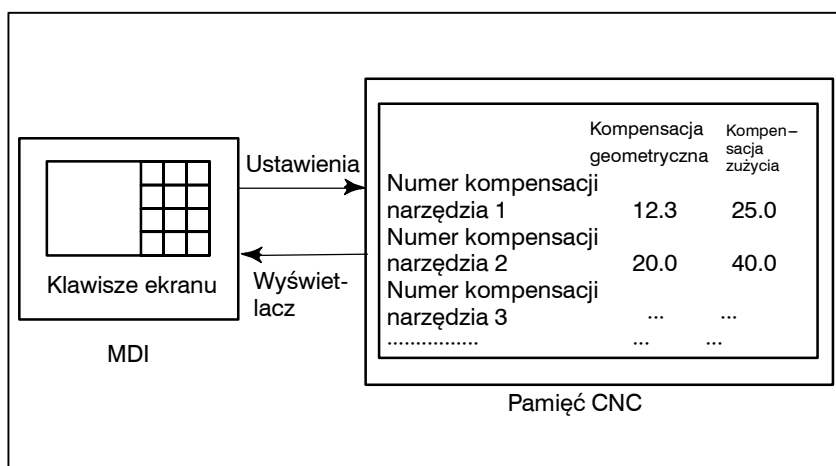 Klawisze ekranu
MDI
Ustawienia
Wyświet-
lacz
Kompensacja
geometryczna
Kompen–
sacja
zużycia
Numer kompensacji
narzędzia 1 12.3 25.0
Numer kompensacji
narzędzia 2 20.0 40.0
Numer kompensacji
narzędzia 3 ... ...
................ ... ...
Pamięć CNC